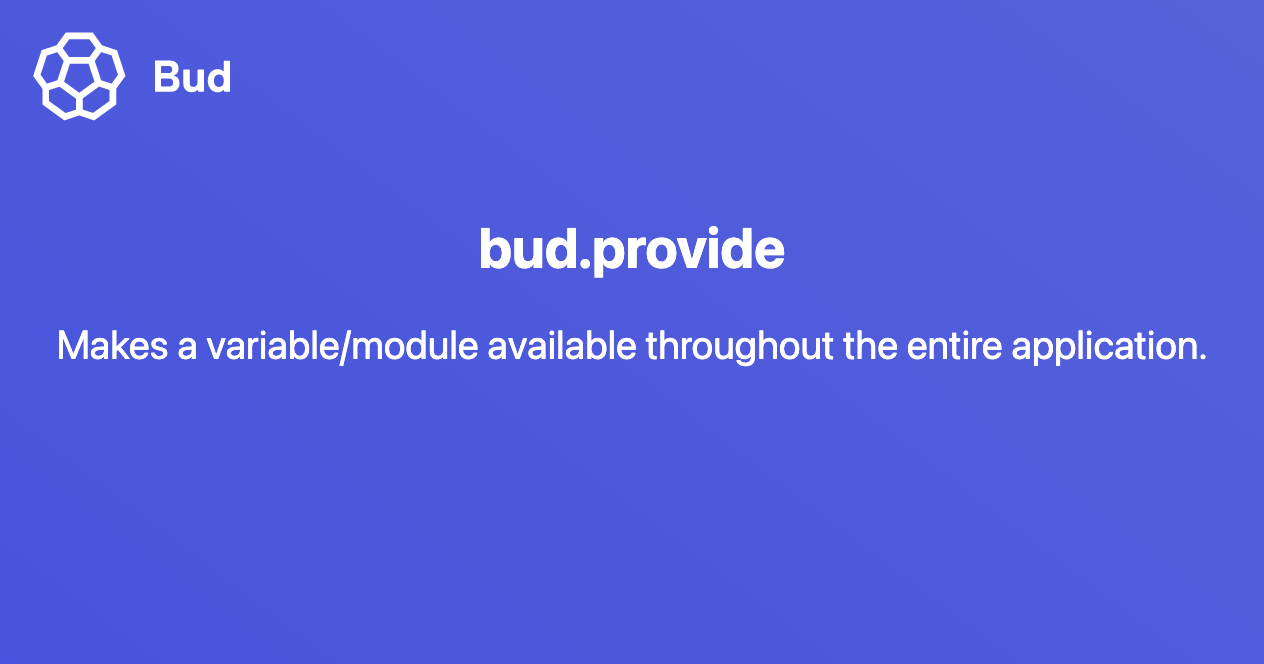 Bud
bud.provide
Makes a variable/module available throughout the entire application.